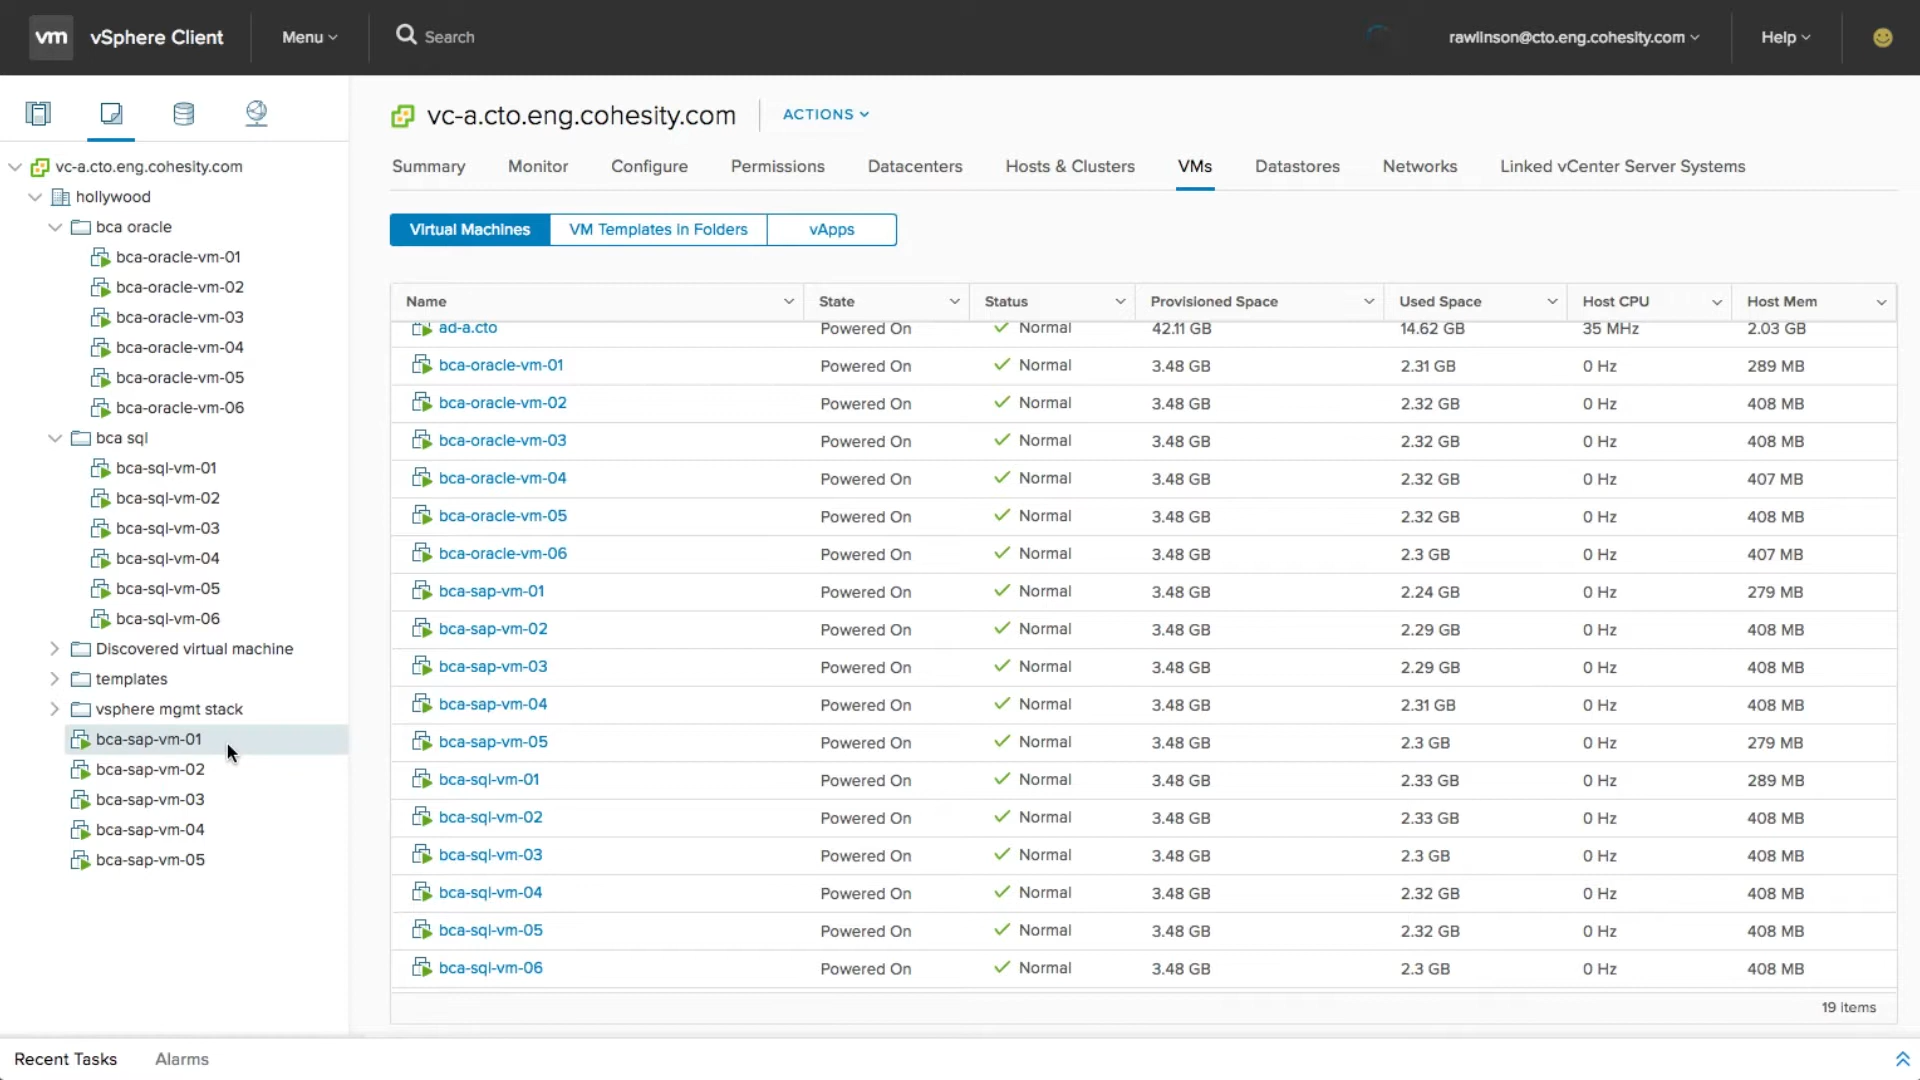 vm vSphere Client Menu Search rawlinson@cto.eng.cohesity.com Help
vc-a.cto.eng.cohesity.com
hollywood
bca oracle
bca-oracle-vm-01
bca-oracle-vm-02
bca-oracle-vm-03
bca-oracle-vm-04
bca-oracle-vm-05
bca-oracle-vm-06
bca sql
bca-sql-vm-01
bca-sql-vm-02
bca-sql-vm-03
bca-sql-vm-04
bca-sql-vm-05
bca-sql-vm-06
Discovered virtual machine
templates
vsphere mgmt stack
bca-sap-vm-01
bca-sap-vm-02
bca-sap-vm-03
bca-sap-vm-04
bca-sap-vm-05
vc-a.cto.eng.cohesity.com ACTIONS
Summary Monitor Configure Permissions Datacenters Hosts & Clusters VMs Datastores Networks Linked vCenter Server Systems
Virtual Machines VM Templates in Folders vApps
Name State Status Provisioned Space Used Space Host CPU Host Mem
ad-a.cto Powered On Normal 42.11 GB 14.62 GB 35 MHz 2.03 GB
bca-oracle-vm-01 Powered On Normal 3.48 GB 2.31 GB 0 Hz 289 MB
bca-oracle-vm-02 Powered On Normal 3.48 GB 2.32 GB 0 Hz 408 MB
bca-oracle-vm-03 Powered On Normal 3.48 GB 2.32 GB 0 Hz 408 MB
bca-oracle-vm-04 Powered On Normal 3.48 GB 2.32 GB 0 Hz 407 MB
bca-oracle-vm-05 Powered On Normal 3.48 GB 2.32 GB 0 Hz 408 MB
bca-oracle-vm-06 Powered On Normal 3.48 GB 2.3 GB 0 Hz 407 MB
bca-sap-vm-01 Powered On Normal 3.48 GB 2.24 GB 0 Hz 279 MB
bca-sap-vm-02 Powered On Normal 3.48 GB 2.29 GB 0 Hz 408 MB
bca-sap-vm-03 Powered On Normal 3.48 GB 2.29 GB 0 Hz 408 MB
bca-sap-vm-04 Powered On Normal 3.48 GB 2.31 GB 0 Hz 408 MB
bca-sap-vm-05 Powered On Normal 3.48 GB 2.3 GB 0 Hz 279 MB
bca-sql-vm-01 Powered On Normal 3.48 GB 2.33 GB 0 Hz 289 MB
bca-sql-vm-02 Powered On Normal 3.48 GB 2.33 GB 0 Hz 408 MB
bca-sql-vm-03 Powered On Normal 3.48 GB 2.3 GB 0 Hz 408 MB
bca-sql-vm-04 Powered On Normal 3.48 GB 2.32 GB 0 Hz 408 MB
bca-sql-vm-05 Powered On Normal 3.48 GB 2.32 GB 0 Hz 408 MB
bca-sql-vm-06 Powered On Normal 3.48 GB 2.3 GB 0 Hz 408 MB
19 items
Recent Tasks Alarms